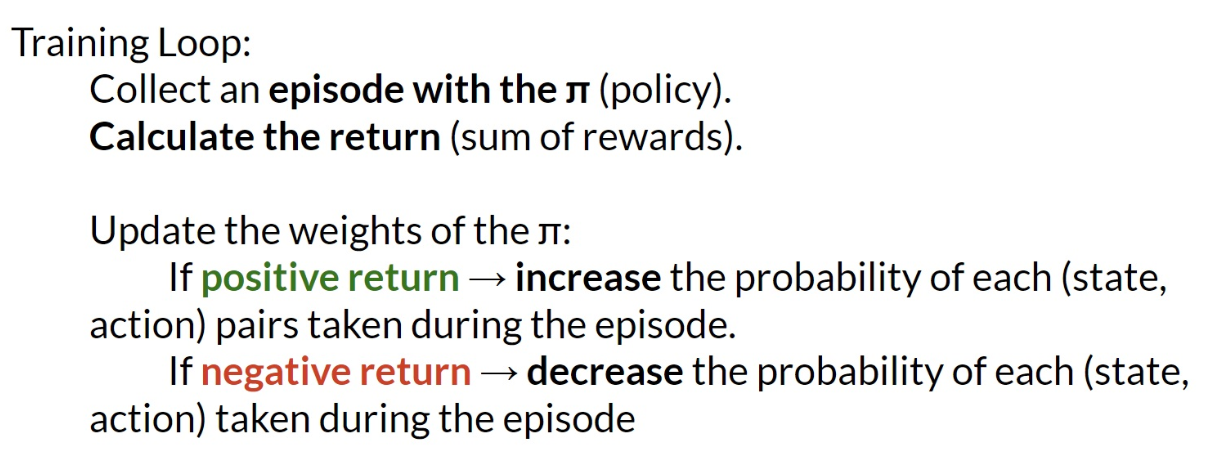 Training Loop:
Collect an episode with the π (policy).
Calculate the return (sum of rewards).
Update the weights of the π:
If positive return → increase the probability of each (state,
action) pairs taken during the episode.
If negative return → decrease the probability of each (state,
action) taken during the episode